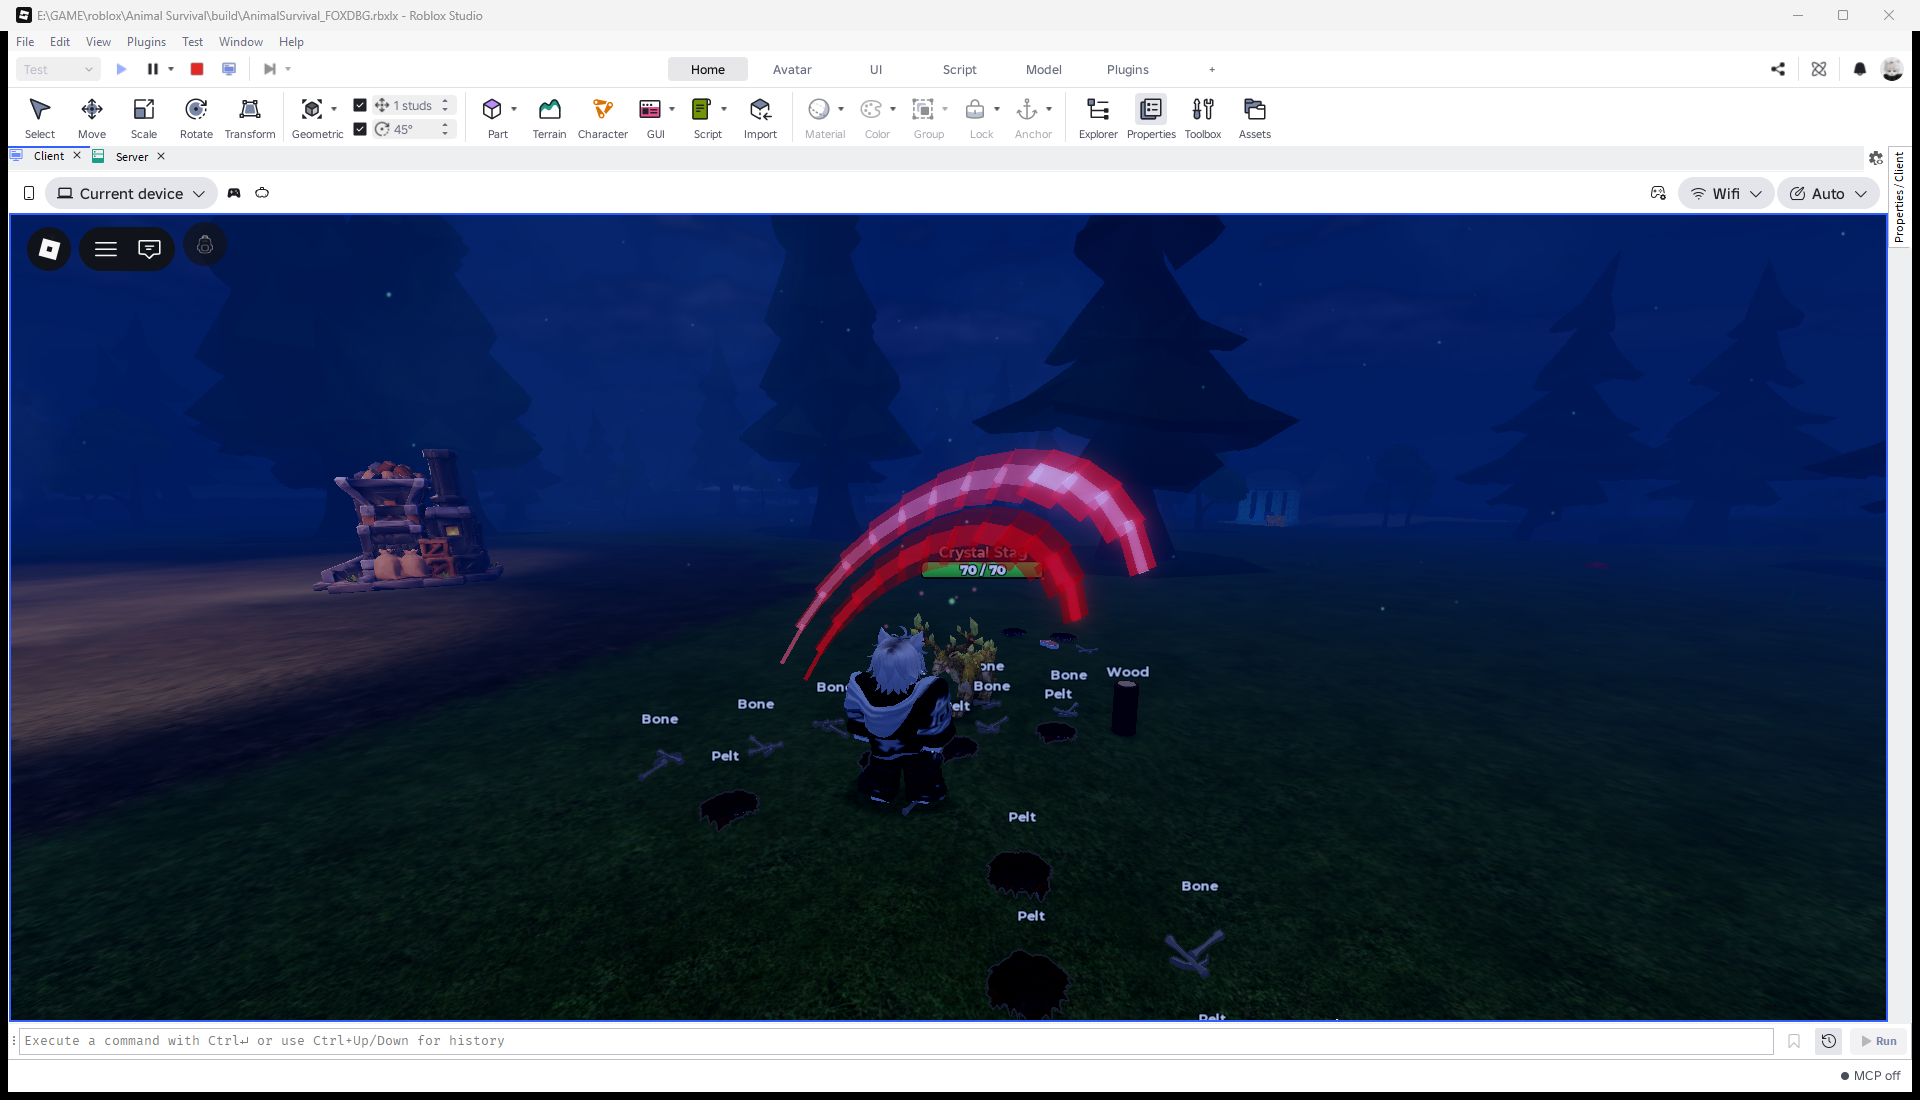 E:\GAME\roblox\Animal Survival\build\AnimalSurvival_FOXDBG.rbxlx - Roblox Studio
File Edit View Plugins Test Window Help
Test
Home Avatar UI Script Model Plugins +
1 studs
45°
Select Move Scale Rotate Transform Geometric Part Terrain Character GUI Script Import Material Color Group Lock Anchor Explorer Properties Toolbox Assets
Client Server
Properties / Client
Current device
Wifi
Auto
Crystal Stag
70 / 70
Bone
Bone
Bone
Bone
Pelt
Wood
Bone
Pelt
Pelt
Pelt
Bone
Pelt
Execute a command with Ctrl↵ or use Ctrl+Up/Down for history
Run
MCP off